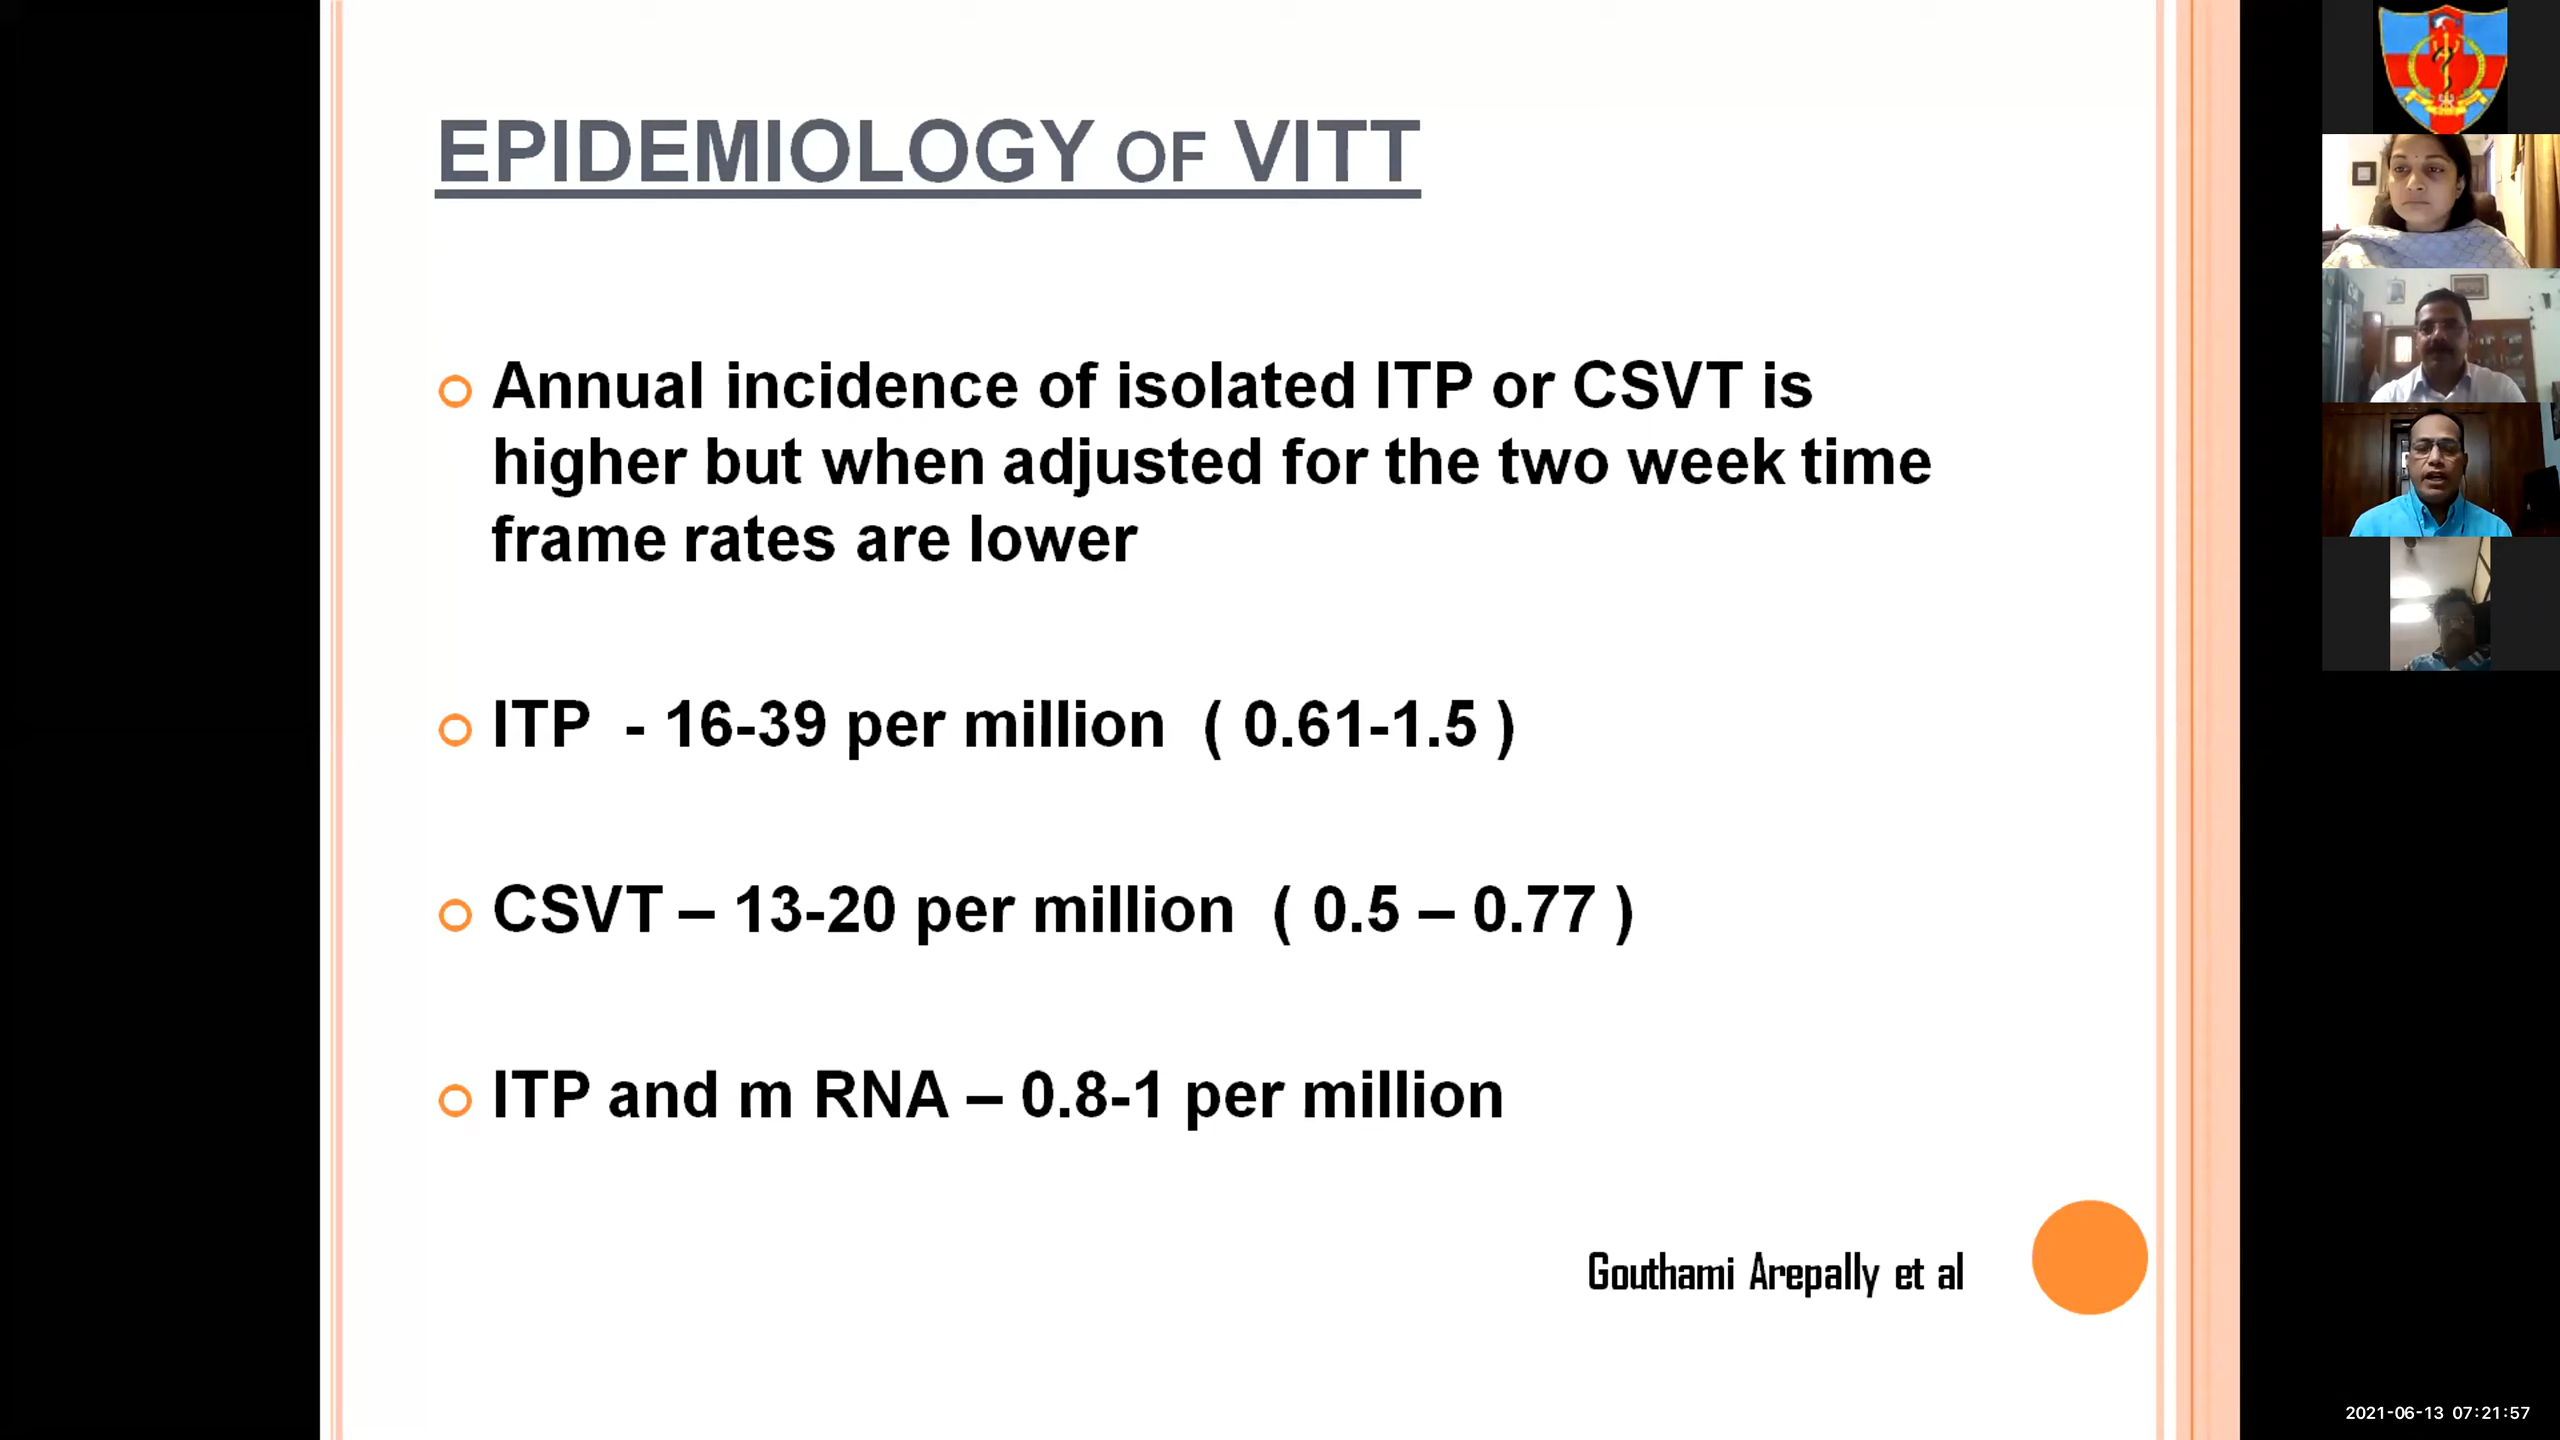 EPIDEMIOLOGY OF VITT
Annual incidence of isolated ITP or CSVT is
higher but when adjusted for the two week time
frame rates are lower
ITP - 16-39 per million ( 0.61-1.5 )
CSVT – 13-20 per million ( 0.5 – 0.77 )
ITP and m RNA – 0.8-1 per million
Gouthami Arepally et al
2021-06-13 07:21:57